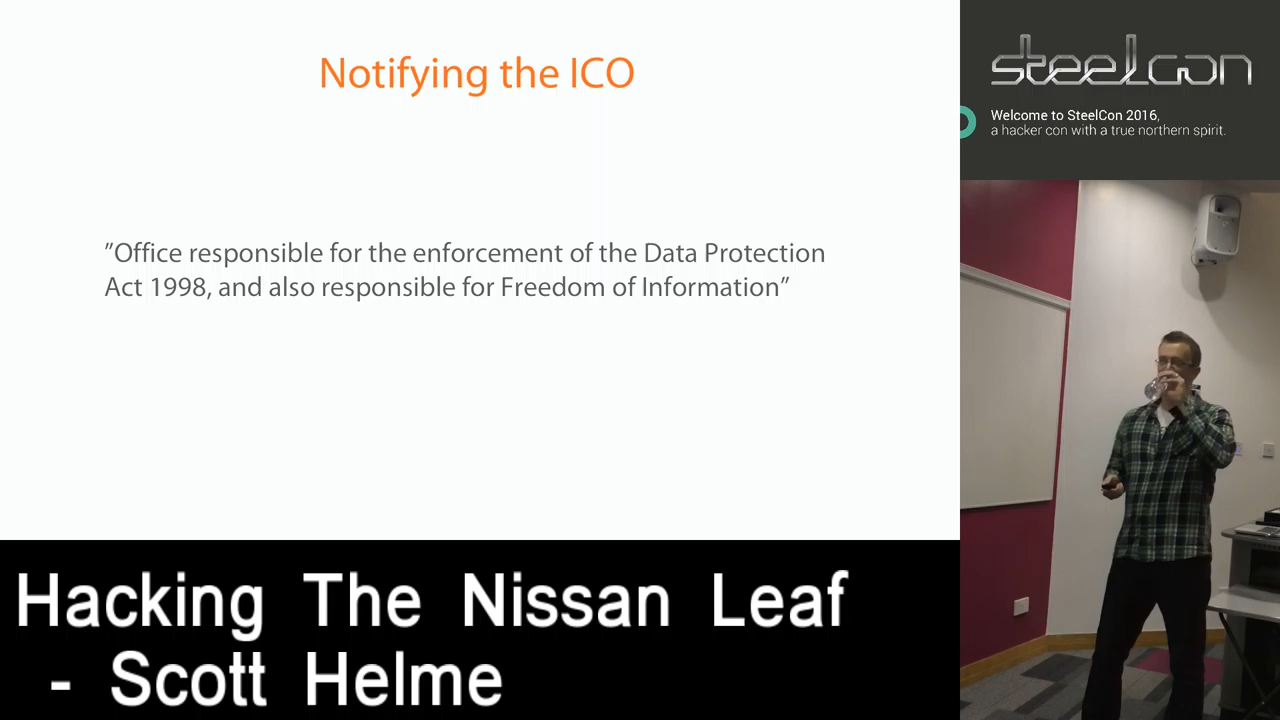 Notifying the ICO
”Office responsible for the enforcement of the Data Protection
Act 1998, and also responsible for Freedom of Information”
steelcon
Welcome to SteelCon 2016,
a hacker con with a true northern spirit.
Hacking The Nissan Leaf
- Scott Helme